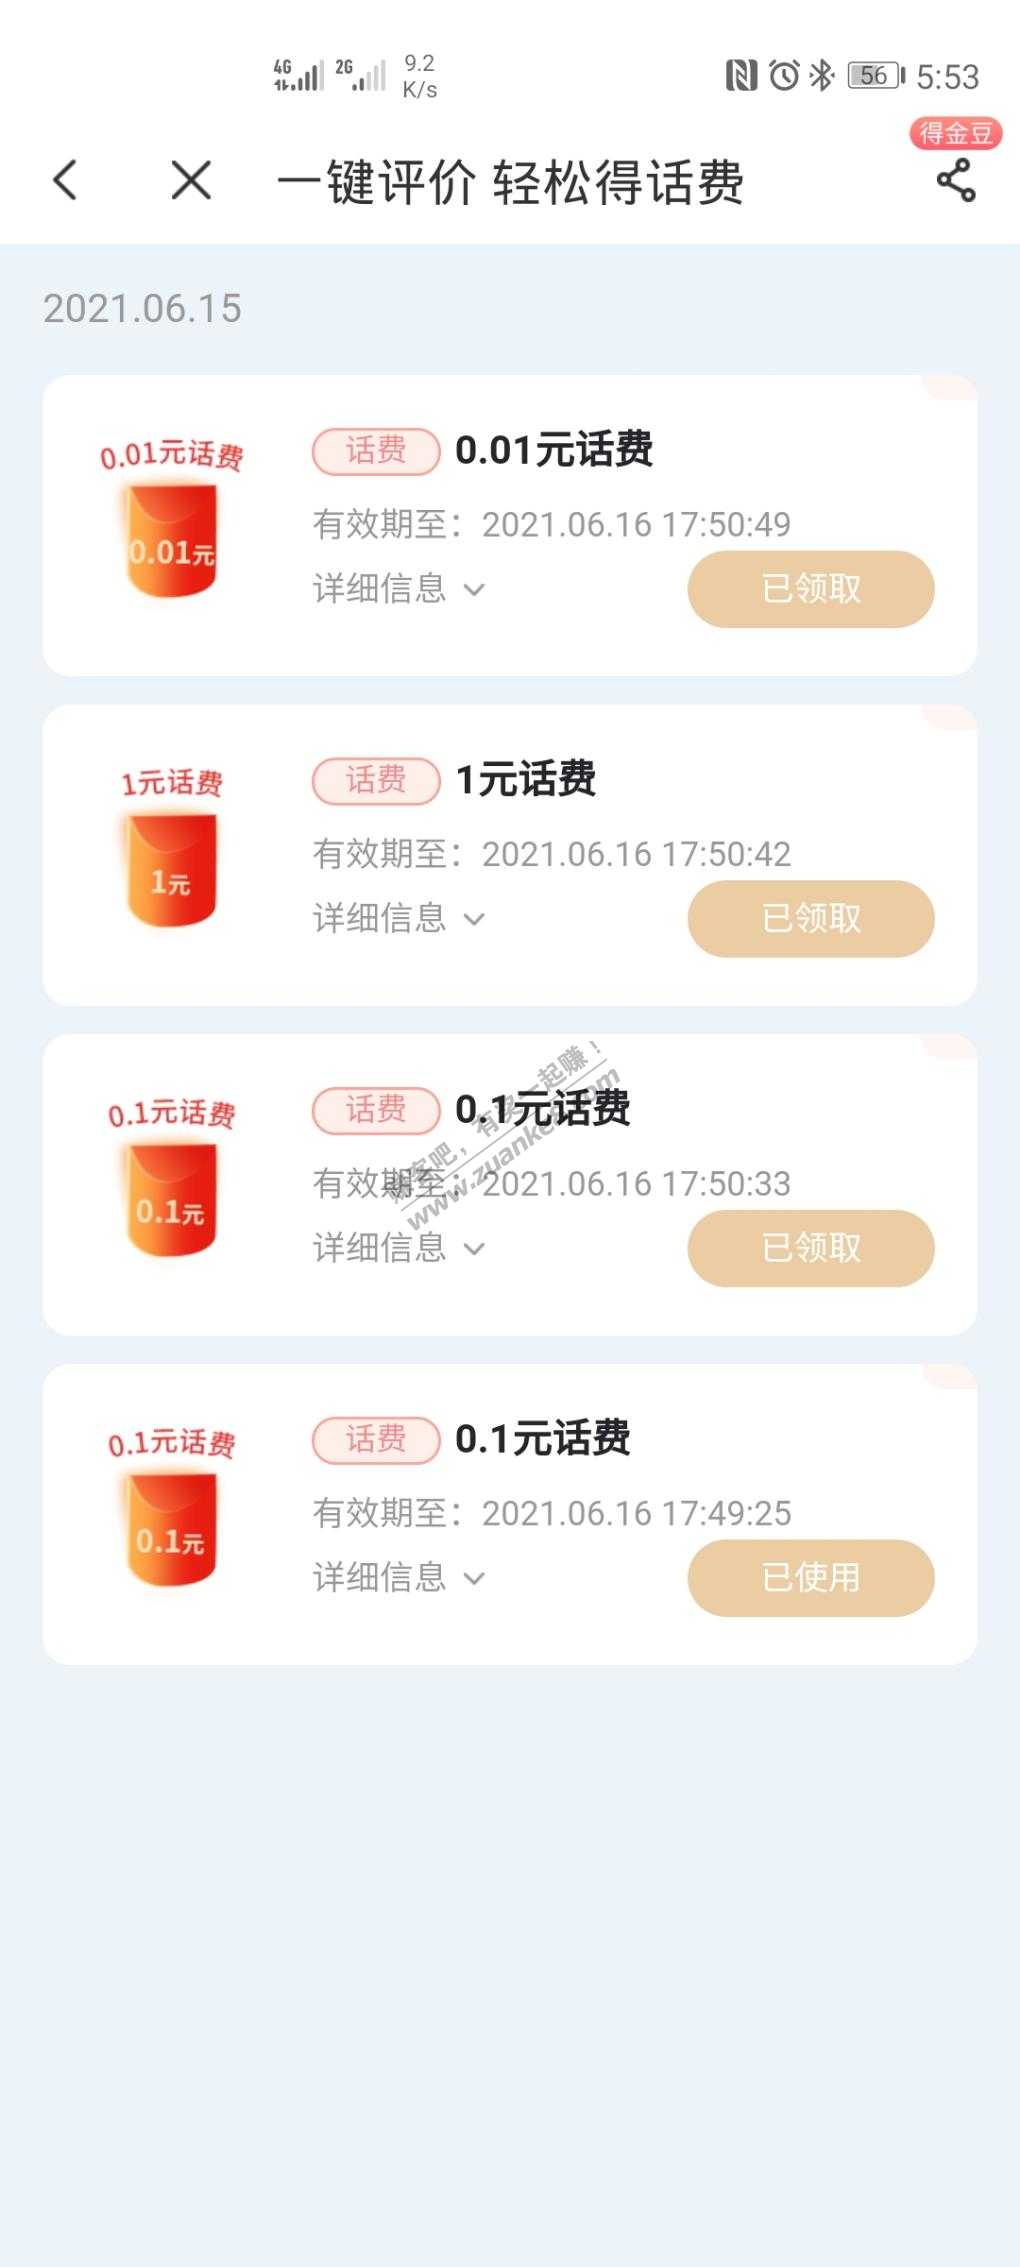 4G 2G 9.2 K/s 56 5:53
得金豆
一键评价 轻松得话费
2021.06.15
0.01元话费
0.01元
话费 0.01元话费
有效期至：2021.06.16 17:50:49
详细信息
已领取
1元话费
1元
话费 1元话费
有效期至：2021.06.16 17:50:42
详细信息
已领取
0.1元话费
0.1元
话费 0.1元话费
有效期至：2021.06.16 17:50:33
详细信息
已领取
赚客吧，有奖一起赚！
www.zuanke8.com
0.1元话费
0.1元
话费 0.1元话费
有效期至：2021.06.16 17:49:25
详细信息
已使用